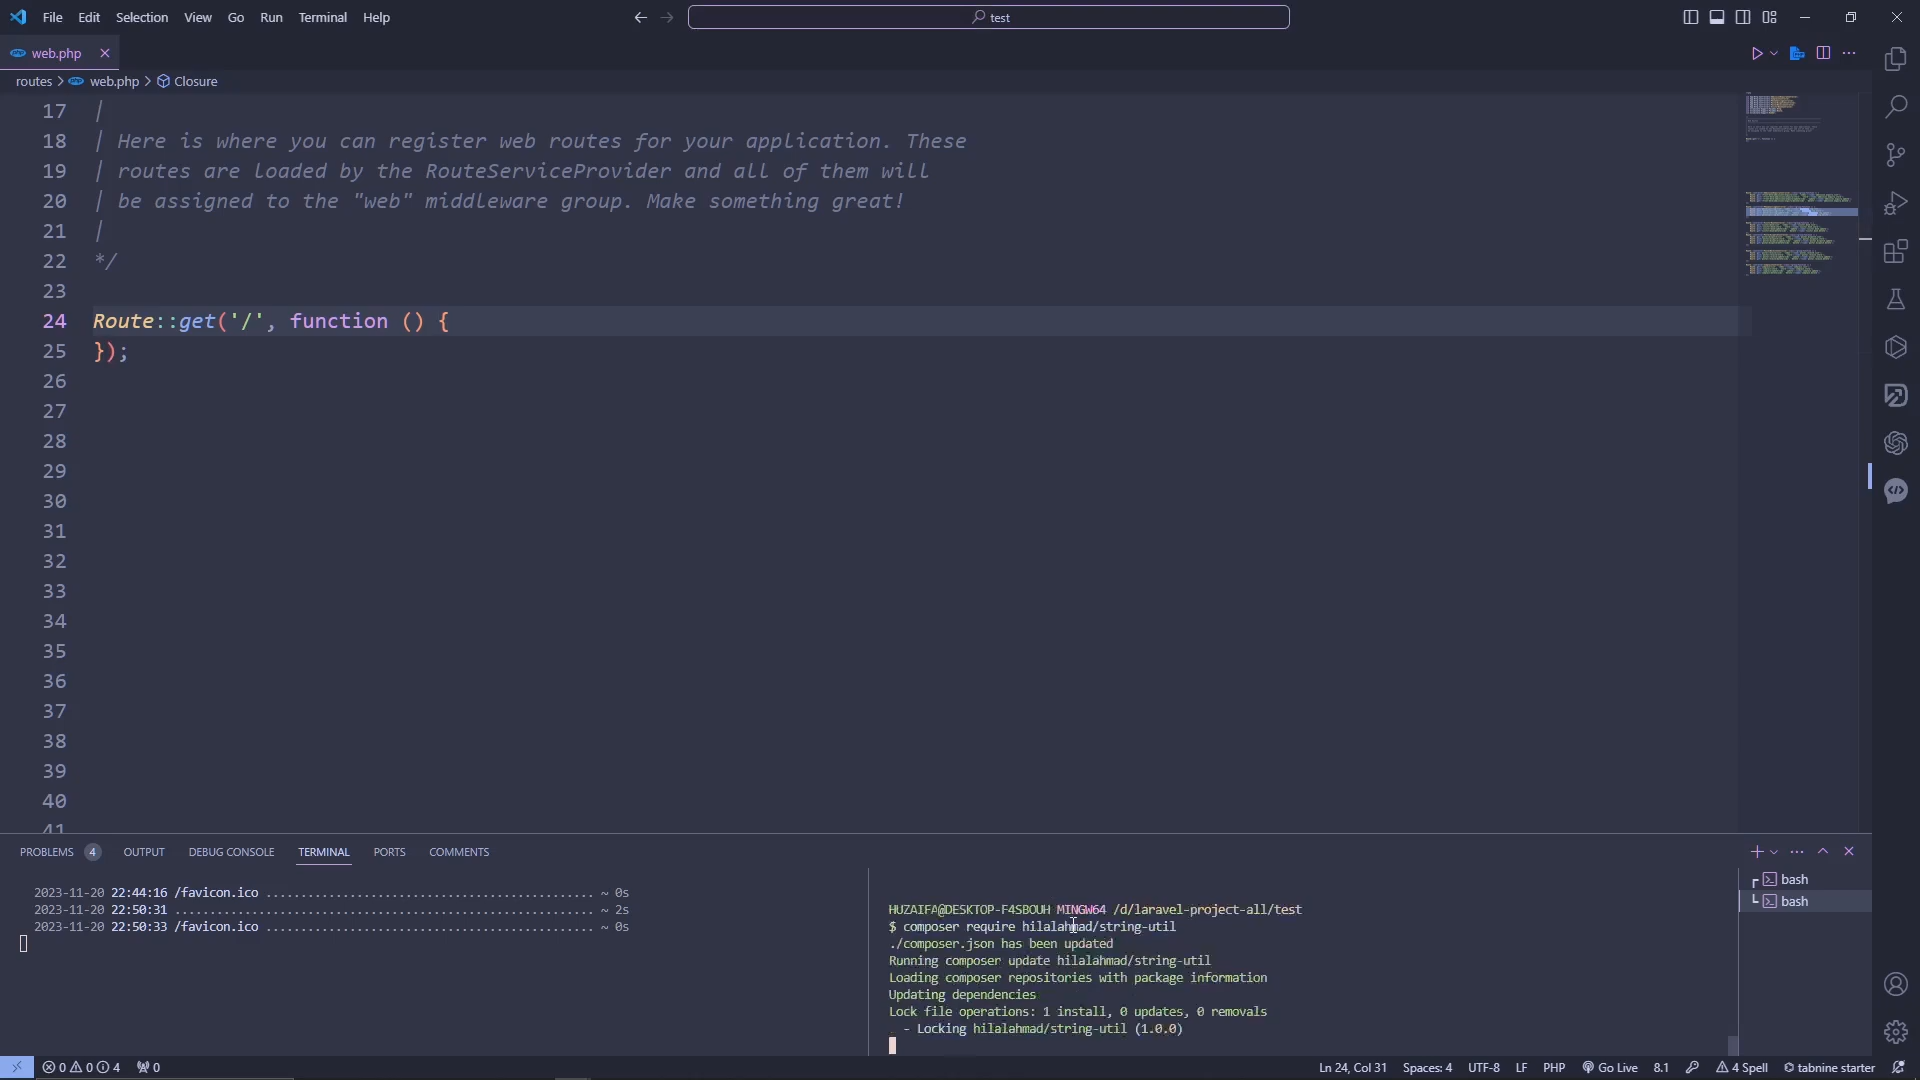 File Edit Selection View Go Run Terminal Help
test
web.php
routes > web.php > Closure
17 |
18 | Here is where you can register web routes for your application. These
19 | routes are loaded by the RouteServiceProvider and all of them will
20 | be assigned to the "web" middleware group. Make something great!
21 |
22 */
23
24 Route::get('/', function () {
25 });
26
27
28
29
30
31
32
33
34
35
36
37
38
39
40
41
PROBLEMS 4 OUTPUT DEBUG CONSOLE TERMINAL PORTS COMMENTS
2023-11-20 22:44:16 /favicon.ico ............................................... ~ 0s
2023-11-20 22:50:31 ............................................................ ~ 2s
2023-11-20 22:50:33 /favicon.ico ............................................... ~ 0s
HUZAIFA@DESKTOP-F4SBOUH MINGW64 /d/laravel-project-all/test
$ composer require hilalahmad/string-util
./composer.json has been updated
Running composer update hilalahmad/string-util
Loading composer repositories with package information
Updating dependencies
Lock file operations: 1 install, 0 updates, 0 removals
- Locking hilalahmad/string-util (1.0.0)
bash
bash
0 0 4 0 Ln 24, Col 31 Spaces: 4 UTF-8 LF PHP Go Live 8.1 4 Spell tabnine starter